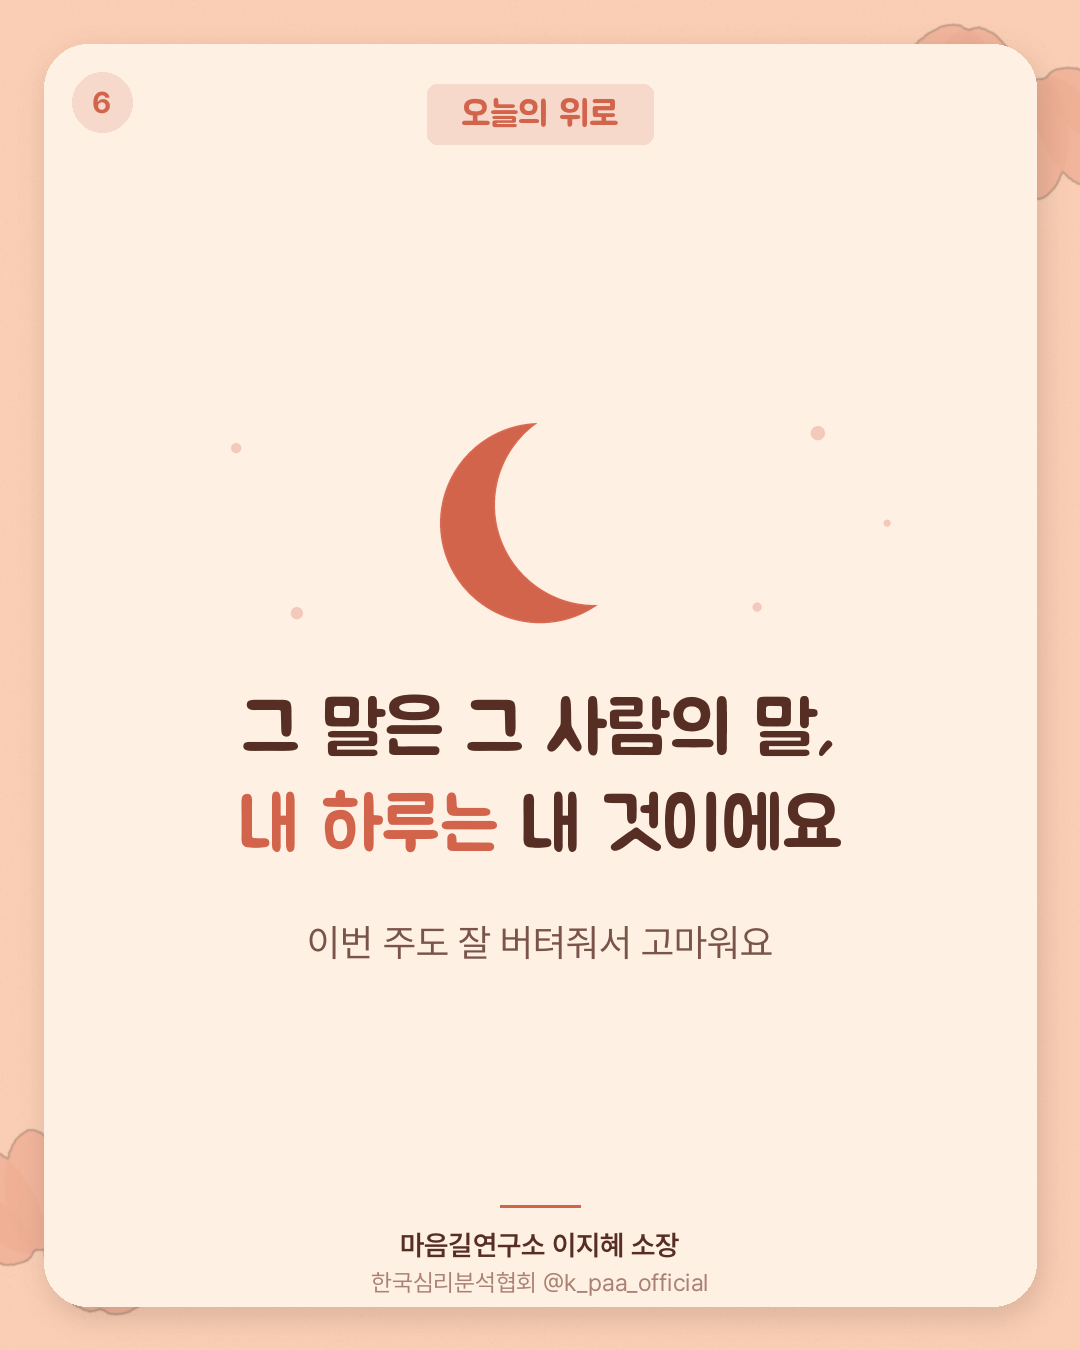 6
오늘의 위로
그 말은 그 사람의 말,
내 하루는 내 것이에요
이번 주도 잘 버텨줘서 고마워요
마음길연구소 이지혜 소장
한국심리분석협회 @k_paa_official